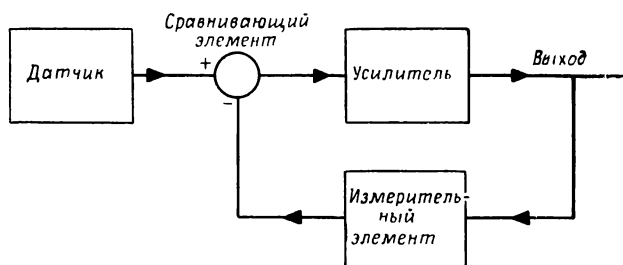 Сравнивающий
элемент
Датчик
+
−
Усилитель
Выход
Измеритель-
ный
элемент